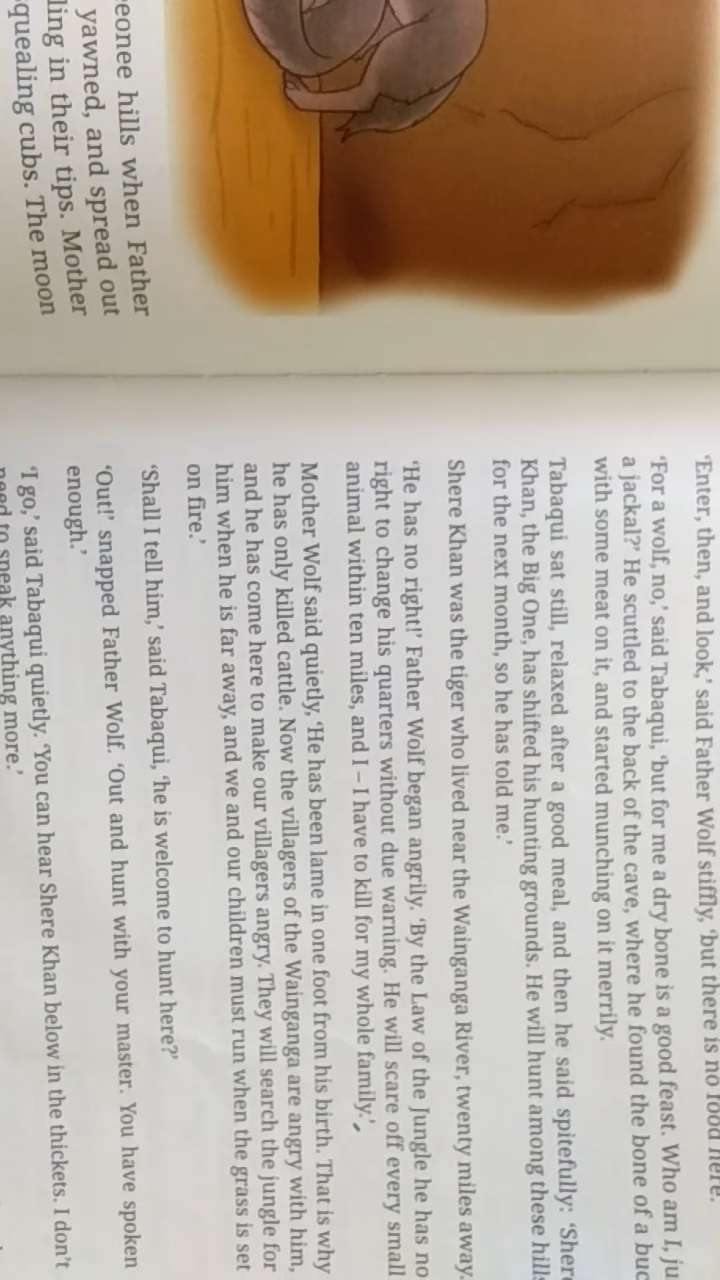 eonee hills when Father
yawned, and spread out
ling in their tips. Mother
squealing cubs. The moon
‘Enter, then, and look,’ said Father Wolf stiffly, ‘but there is no food here.’
‘For a wolf, no,’ said Tabaqui, ‘but for me a dry bone is a good feast. Who am I, ju
a jackal?’ He scuttled to the back of the cave, where he found the bone of a buc
with some meat on it, and started munching on it merrily.
Tabaqui sat still, relaxed after a good meal, and then he said spitefully: ‘Sher
Khan, the Big One, has shifted his hunting grounds. He will hunt among these hills
for the next month, so he has told me.’
Shere Khan was the tiger who lived near the Wainganga River, twenty miles away.
‘He has no right!’ Father Wolf began angrily. ‘By the Law of the Jungle he has no
right to change his quarters without due warning. He will scare off every small
animal within ten miles, and I – I have to kill for my whole family.’
Mother Wolf said quietly, ‘He has been lame in one foot from his birth. That is why
he has only killed cattle. Now the villagers of the Wainganga are angry with him,
and he has come here to make our villagers angry. They will search the jungle for
him when he is far away, and we and our children must run when the grass is set
on fire.’
‘Shall I tell him,’ said Tabaqui, ‘he is welcome to hunt here?’
‘Out!’ snapped Father Wolf. ‘Out and hunt with your master. You have spoken
enough.’
‘I go,’ said Tabaqui quietly. ‘You can hear Shere Khan below in the thickets. I don’t
need to speak anything more.’